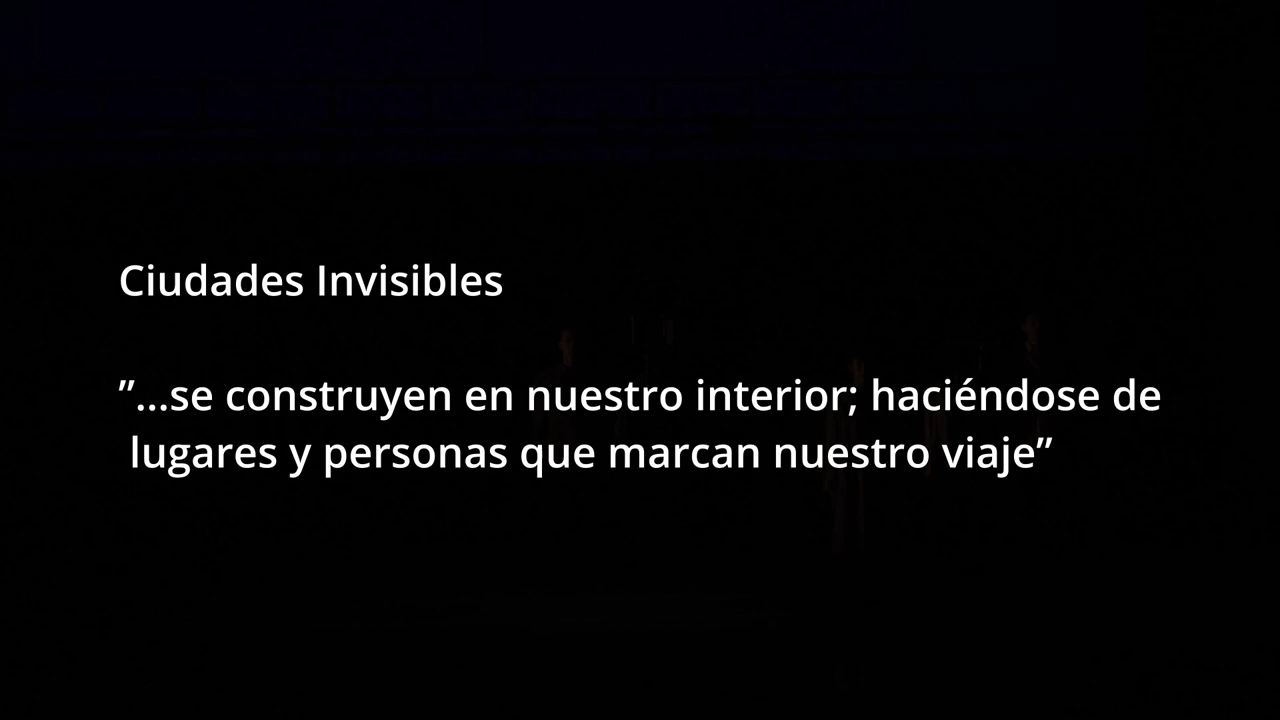 Ciudades Invisibles
”...se construyen en nuestro interior; haciéndose de
lugares y personas que marcan nuestro viaje”